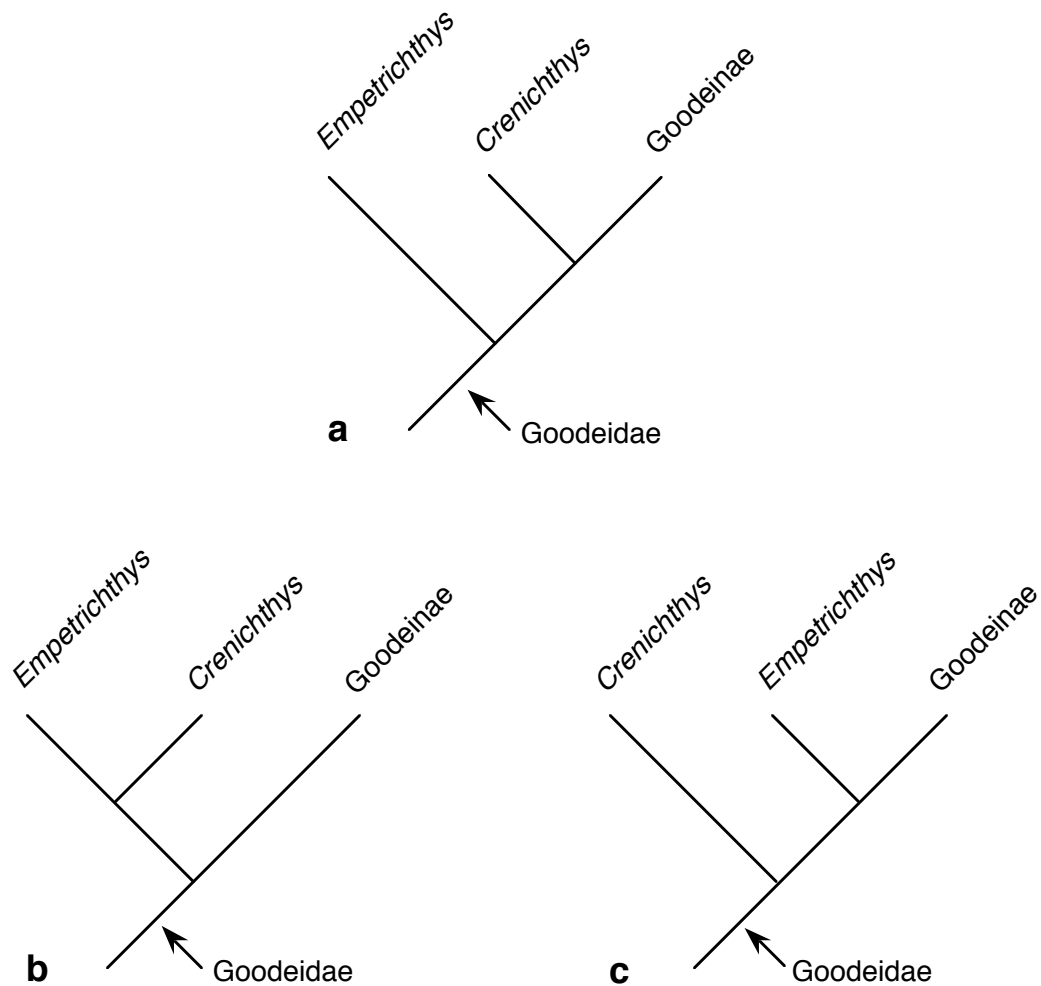 Empetrichthys
Crenichthys
Goodeinae
a
Goodeidae
Empetrichthys
Crenichthys
Goodeinae
b
Goodeidae
Crenichthys
Empetrichthys
Goodeinae
c
Goodeidae